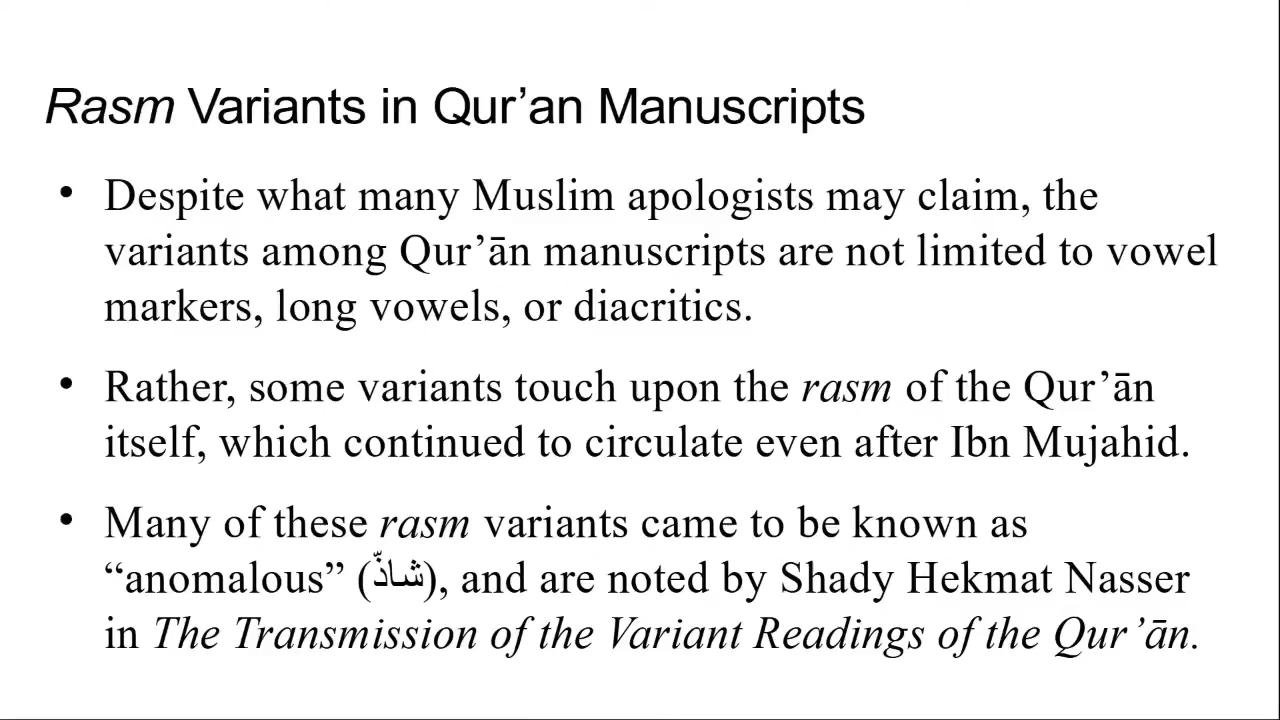 Rasm Variants in Qur’an Manuscripts
• Despite what many Muslim apologists may claim, the
variants among Qur’ān manuscripts are not limited to vowel
markers, long vowels, or diacritics.
• Rather, some variants touch upon the rasm of the Qur’ān
itself, which continued to circulate even after Ibn Mujahid.
• Many of these rasm variants came to be known as
“anomalous” (شاذّ), and are noted by Shady Hekmat Nasser
in The Transmission of the Variant Readings of the Qur’ān.